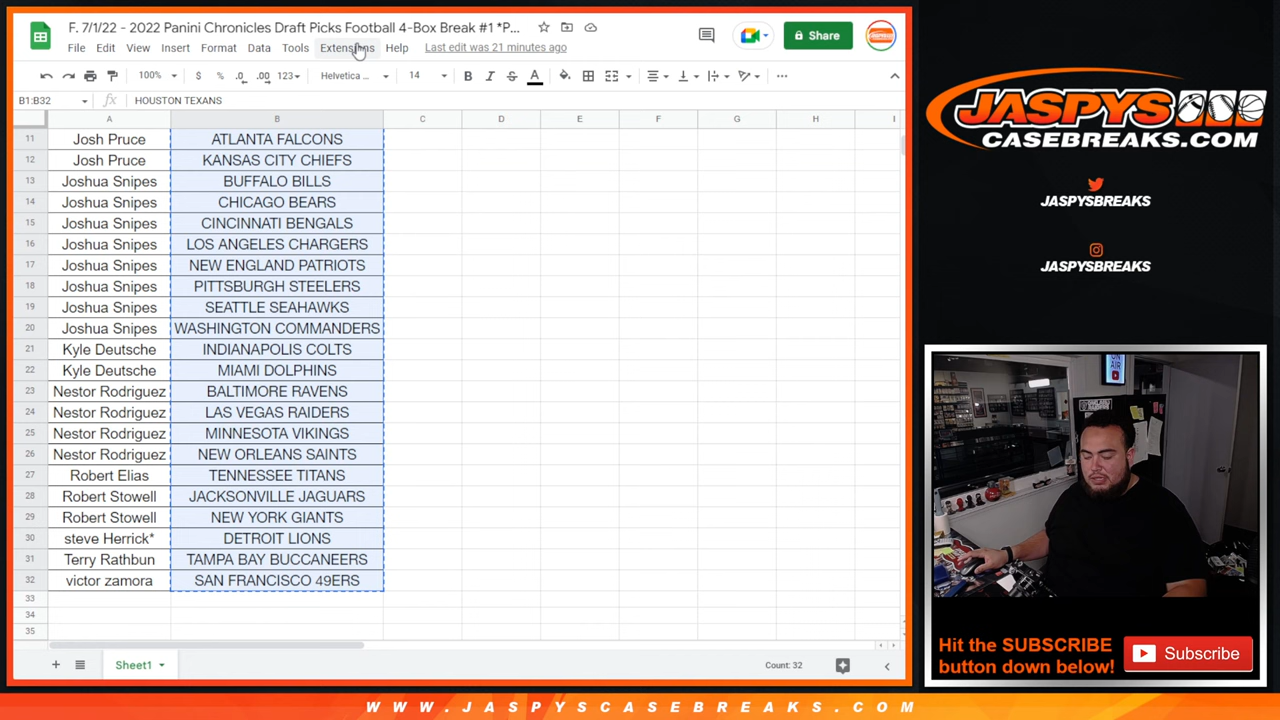 F. 7/1/22 - 2022 Panini Chronicles Draft Picks Football 4-Box Break #1 *P...
File Edit View Insert Format Data Tools Extensions Help Last edit was 21 minutes ago
Share
100% $ % .0 .00 123 Helvetica ... 14 B I S A
B1:B32 fx HOUSTON TEXANS
A B C D E F G H I
11 Josh Pruce ATLANTA FALCONS
12 Josh Pruce KANSAS CITY CHIEFS
13 Joshua Snipes BUFFALO BILLS
14 Joshua Snipes CHICAGO BEARS
15 Joshua Snipes CINCINNATI BENGALS
16 Joshua Snipes LOS ANGELES CHARGERS
17 Joshua Snipes NEW ENGLAND PATRIOTS
18 Joshua Snipes PITTSBURGH STEELERS
19 Joshua Snipes SEATTLE SEAHAWKS
20 Joshua Snipes WASHINGTON COMMANDERS
21 Kyle Deutsche INDIANAPOLIS COLTS
22 Kyle Deutsche MIAMI DOLPHINS
23 Nestor Rodriguez BALTIMORE RAVENS
24 Nestor Rodriguez LAS VEGAS RAIDERS
25 Nestor Rodriguez MINNESOTA VIKINGS
26 Nestor Rodriguez NEW ORLEANS SAINTS
27 Robert Elias TENNESSEE TITANS
28 Robert Stowell JACKSONVILLE JAGUARS
29 Robert Stowell NEW YORK GIANTS
30 steve Herrick* DETROIT LIONS
31 Terry Rathbun TAMPA BAY BUCCANEERS
32 victor zamora SAN FRANCISCO 49ERS
33
34
35
Sheet1
Count: 32
JASPYS
CASEBREAKS.COM
JASPYSBREAKS
JASPYSBREAKS
ON AIR
Hit the SUBSCRIBE
button down below!
Subscribe
WWW.JASPYSCASEBREAKS.COM